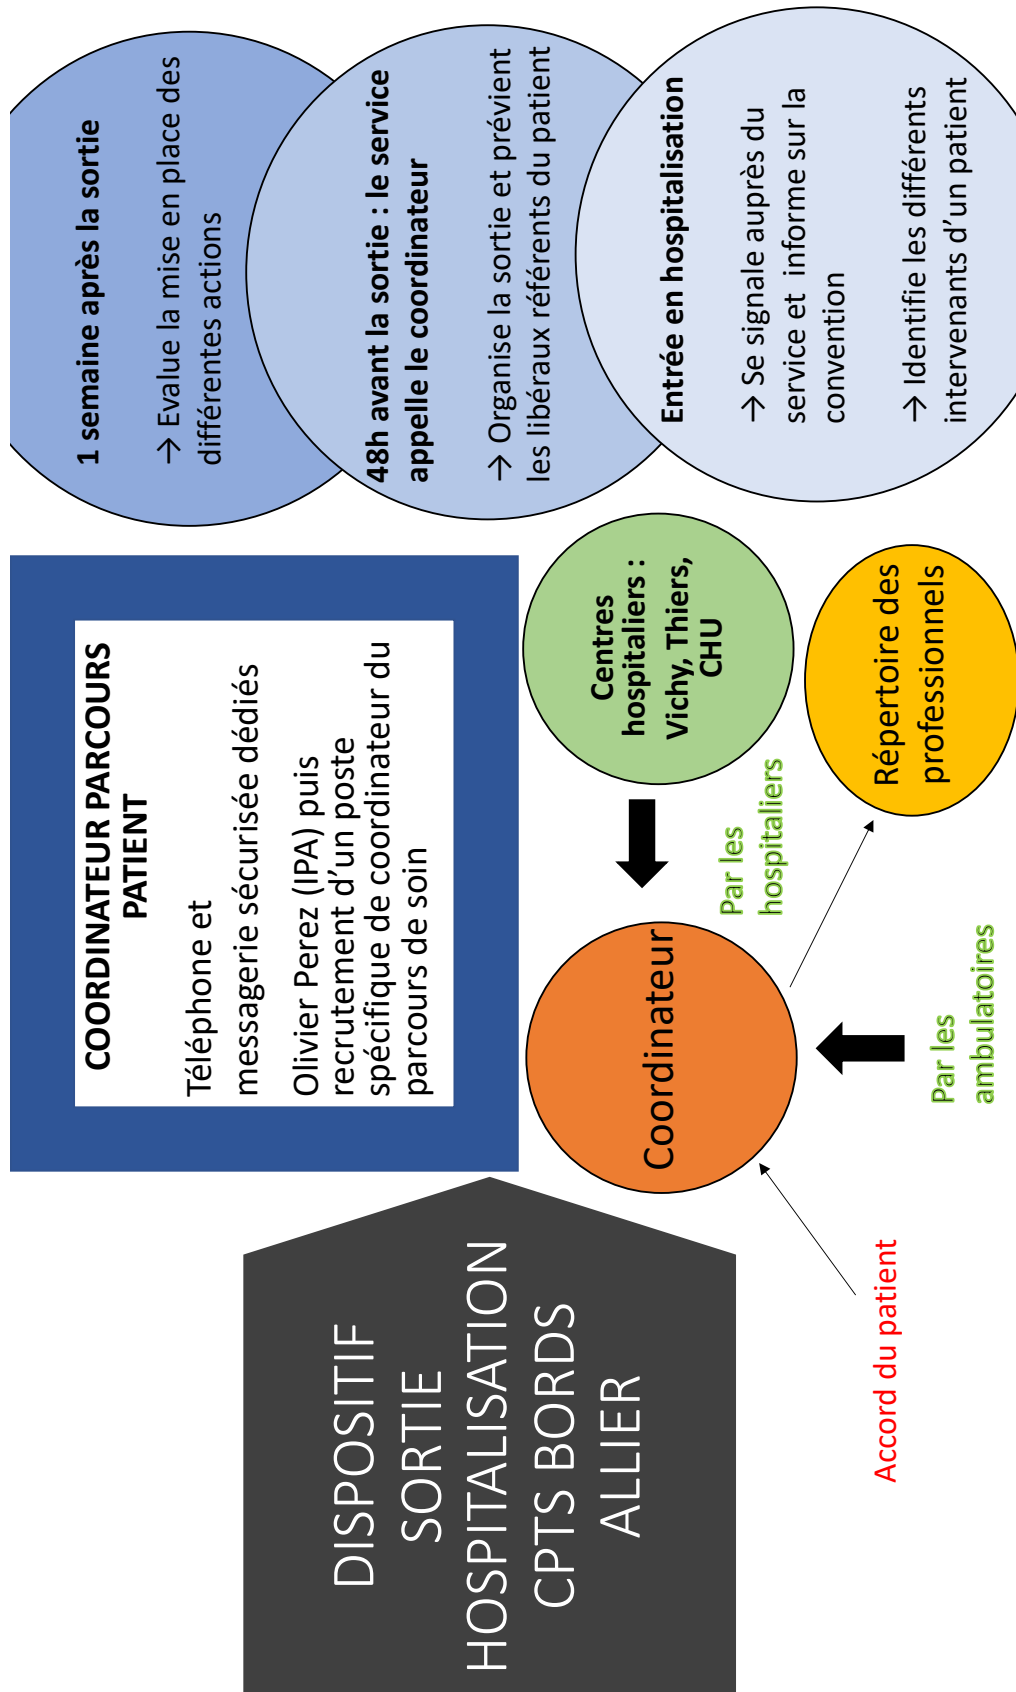 DISPOSITIF
SORTIE
HOSPITALISATION
CPTS BORDS
ALLIER
COORDINATEUR PARCOURS
PATIENT
Téléphone et
messagerie sécurisée dédiés
Olivier Perez (IPA) puis
recrutement d’un poste
spécifique de coordinateur du
parcours de soin
1 semaine après la sortie
→ Evalue la mise en place des
différentes actions
48h avant la sortie : le service
appelle le coordinateur
→ Organise la sortie et prévient
les libéraux référents du patient
Entrée en hospitalisation
→ Se signale auprès du
service et informe sur la
convention
→ Identifie les différents
intervenants d’un patient
Coordinateur
Centres
hospitaliers :
Vichy, Thiers,
CHU
Par les
hospitaliers
Répertoire des
professionnels
Accord du patient
Par les
ambulatoires